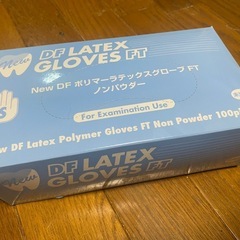 New
DF LATEX
GLOVES FT
New DF ポリマーラテックスグローブ FT
ノンパウダー
For Examination Use
S
DF LATEX
GLOVES FT
New DF Latex Polymer Gloves FT Non Powder 100p